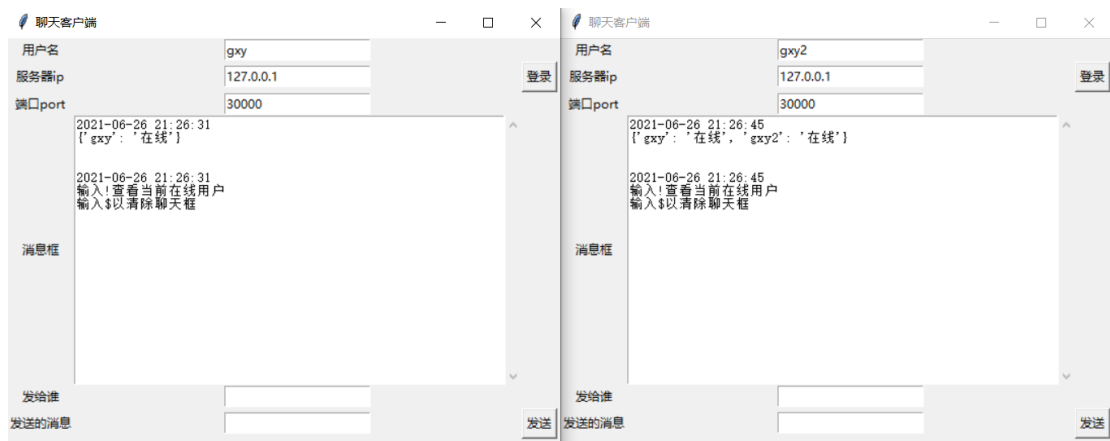 聊天客户端
用户名 gxy
服务器ip 127.0.0.1 登录
端口port 30000
2021-06-26 21:26:31
{'gxy': '在线'}
2021-06-26 21:26:31
输入!查看当前在线用户
输入$以清除聊天框
消息框
发给谁
发送的消息 发送
聊天客户端
用户名 gxy2
服务器ip 127.0.0.1 登录
端口port 30000
2021-06-26 21:26:45
{'gxy': '在线', 'gxy2': '在线'}
2021-06-26 21:26:45
输入!查看当前在线用户
输入$以清除聊天框
消息框
发给谁
发送的消息 发送